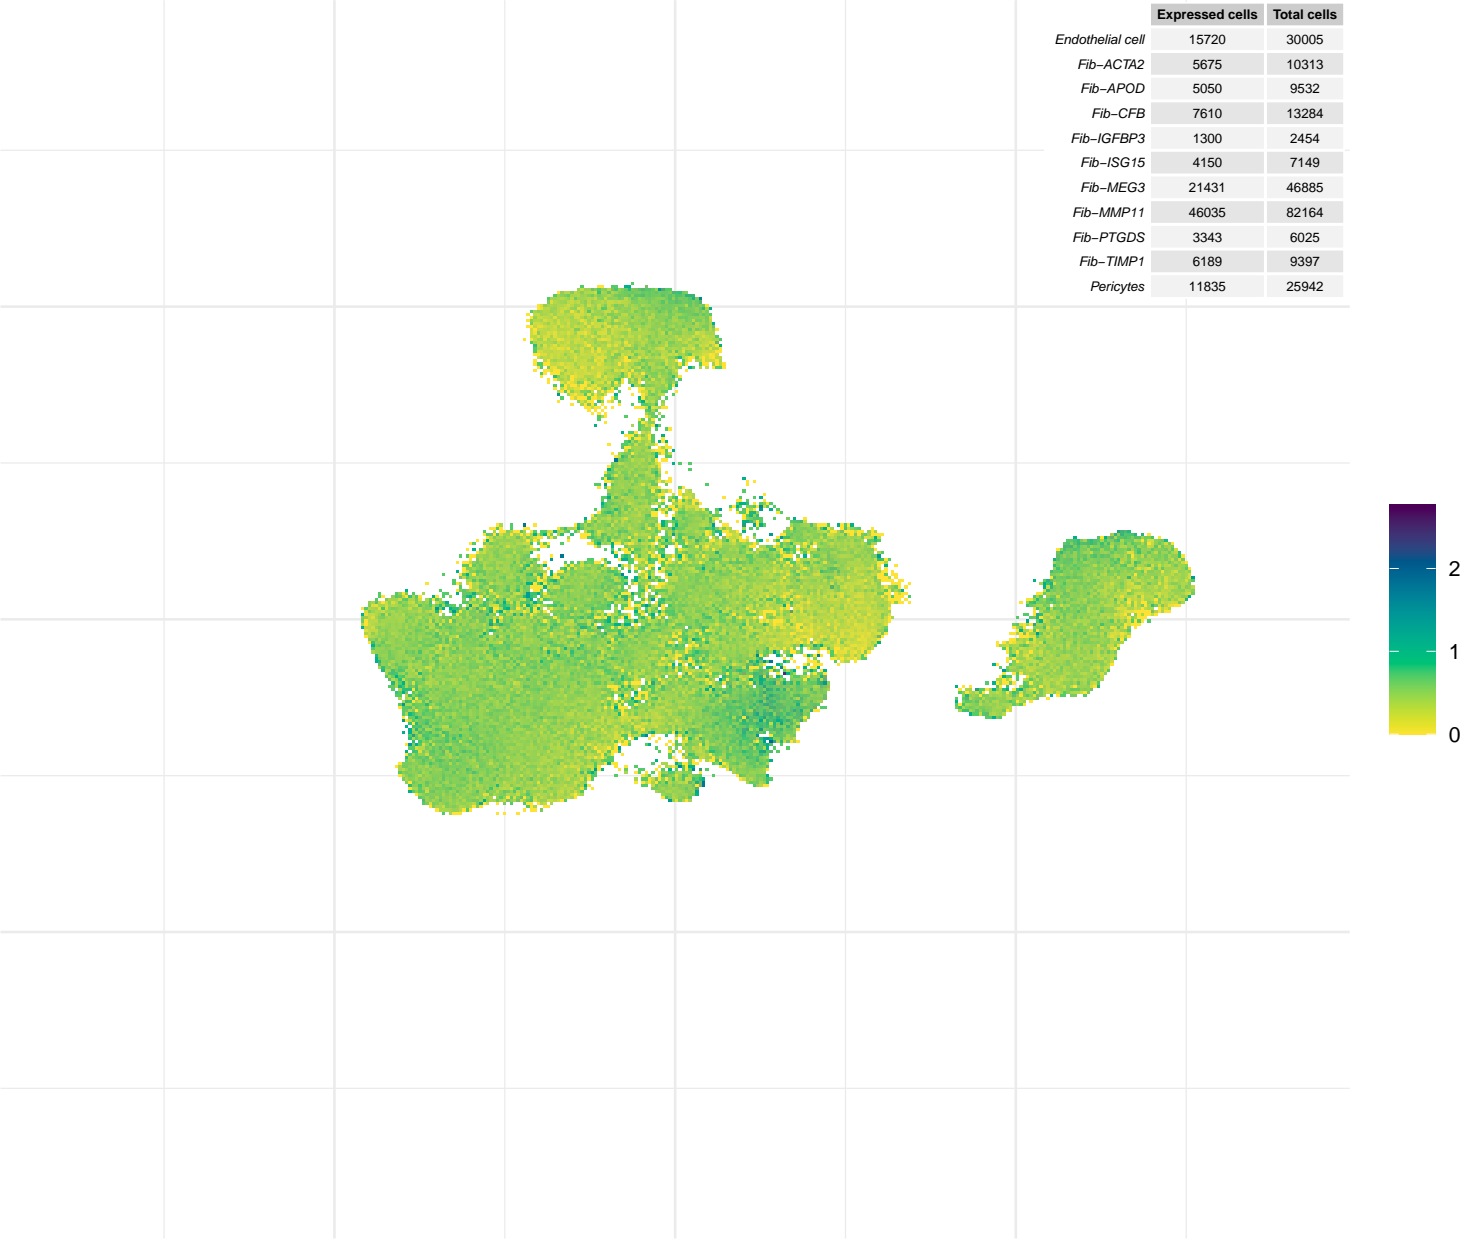 Expressed cells Total cells
Endothelial cell 15720 30005
Fib−ACTA2 5675 10313
Fib−APOD 5050 9532
Fib−CFB 7610 13284
Fib−IGFBP3 1300 2454
Fib−ISG15 4150 7149
Fib−MEG3 21431 46885
Fib−MMP11 46035 82164
Fib−PTGDS 3343 6025
Fib−TIMP1 6189 9397
Pericytes 11835 25942
2
1
0